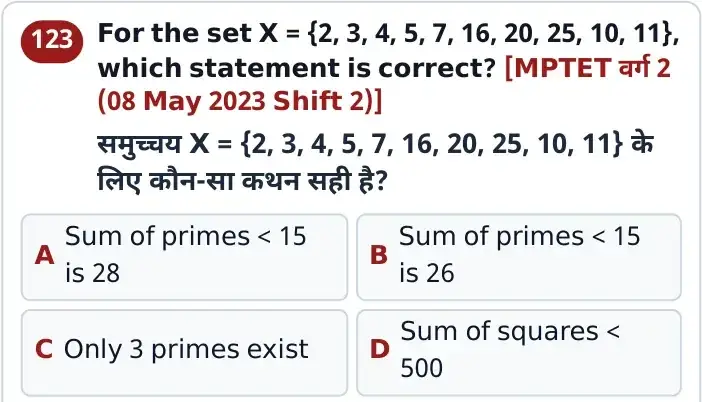 123 For the set X = {2, 3, 4, 5, 7, 16, 20, 25, 10, 11},
which statement is correct? [MPTET वर्ग 2
(08 May 2023 Shift 2)]
समुच्चय X = {2, 3, 4, 5, 7, 16, 20, 25, 10, 11} के
लिए कौन-सा कथन सही है?
A Sum of primes < 15
is 28
B Sum of primes < 15
is 26
C Only 3 primes exist
D Sum of squares <
500